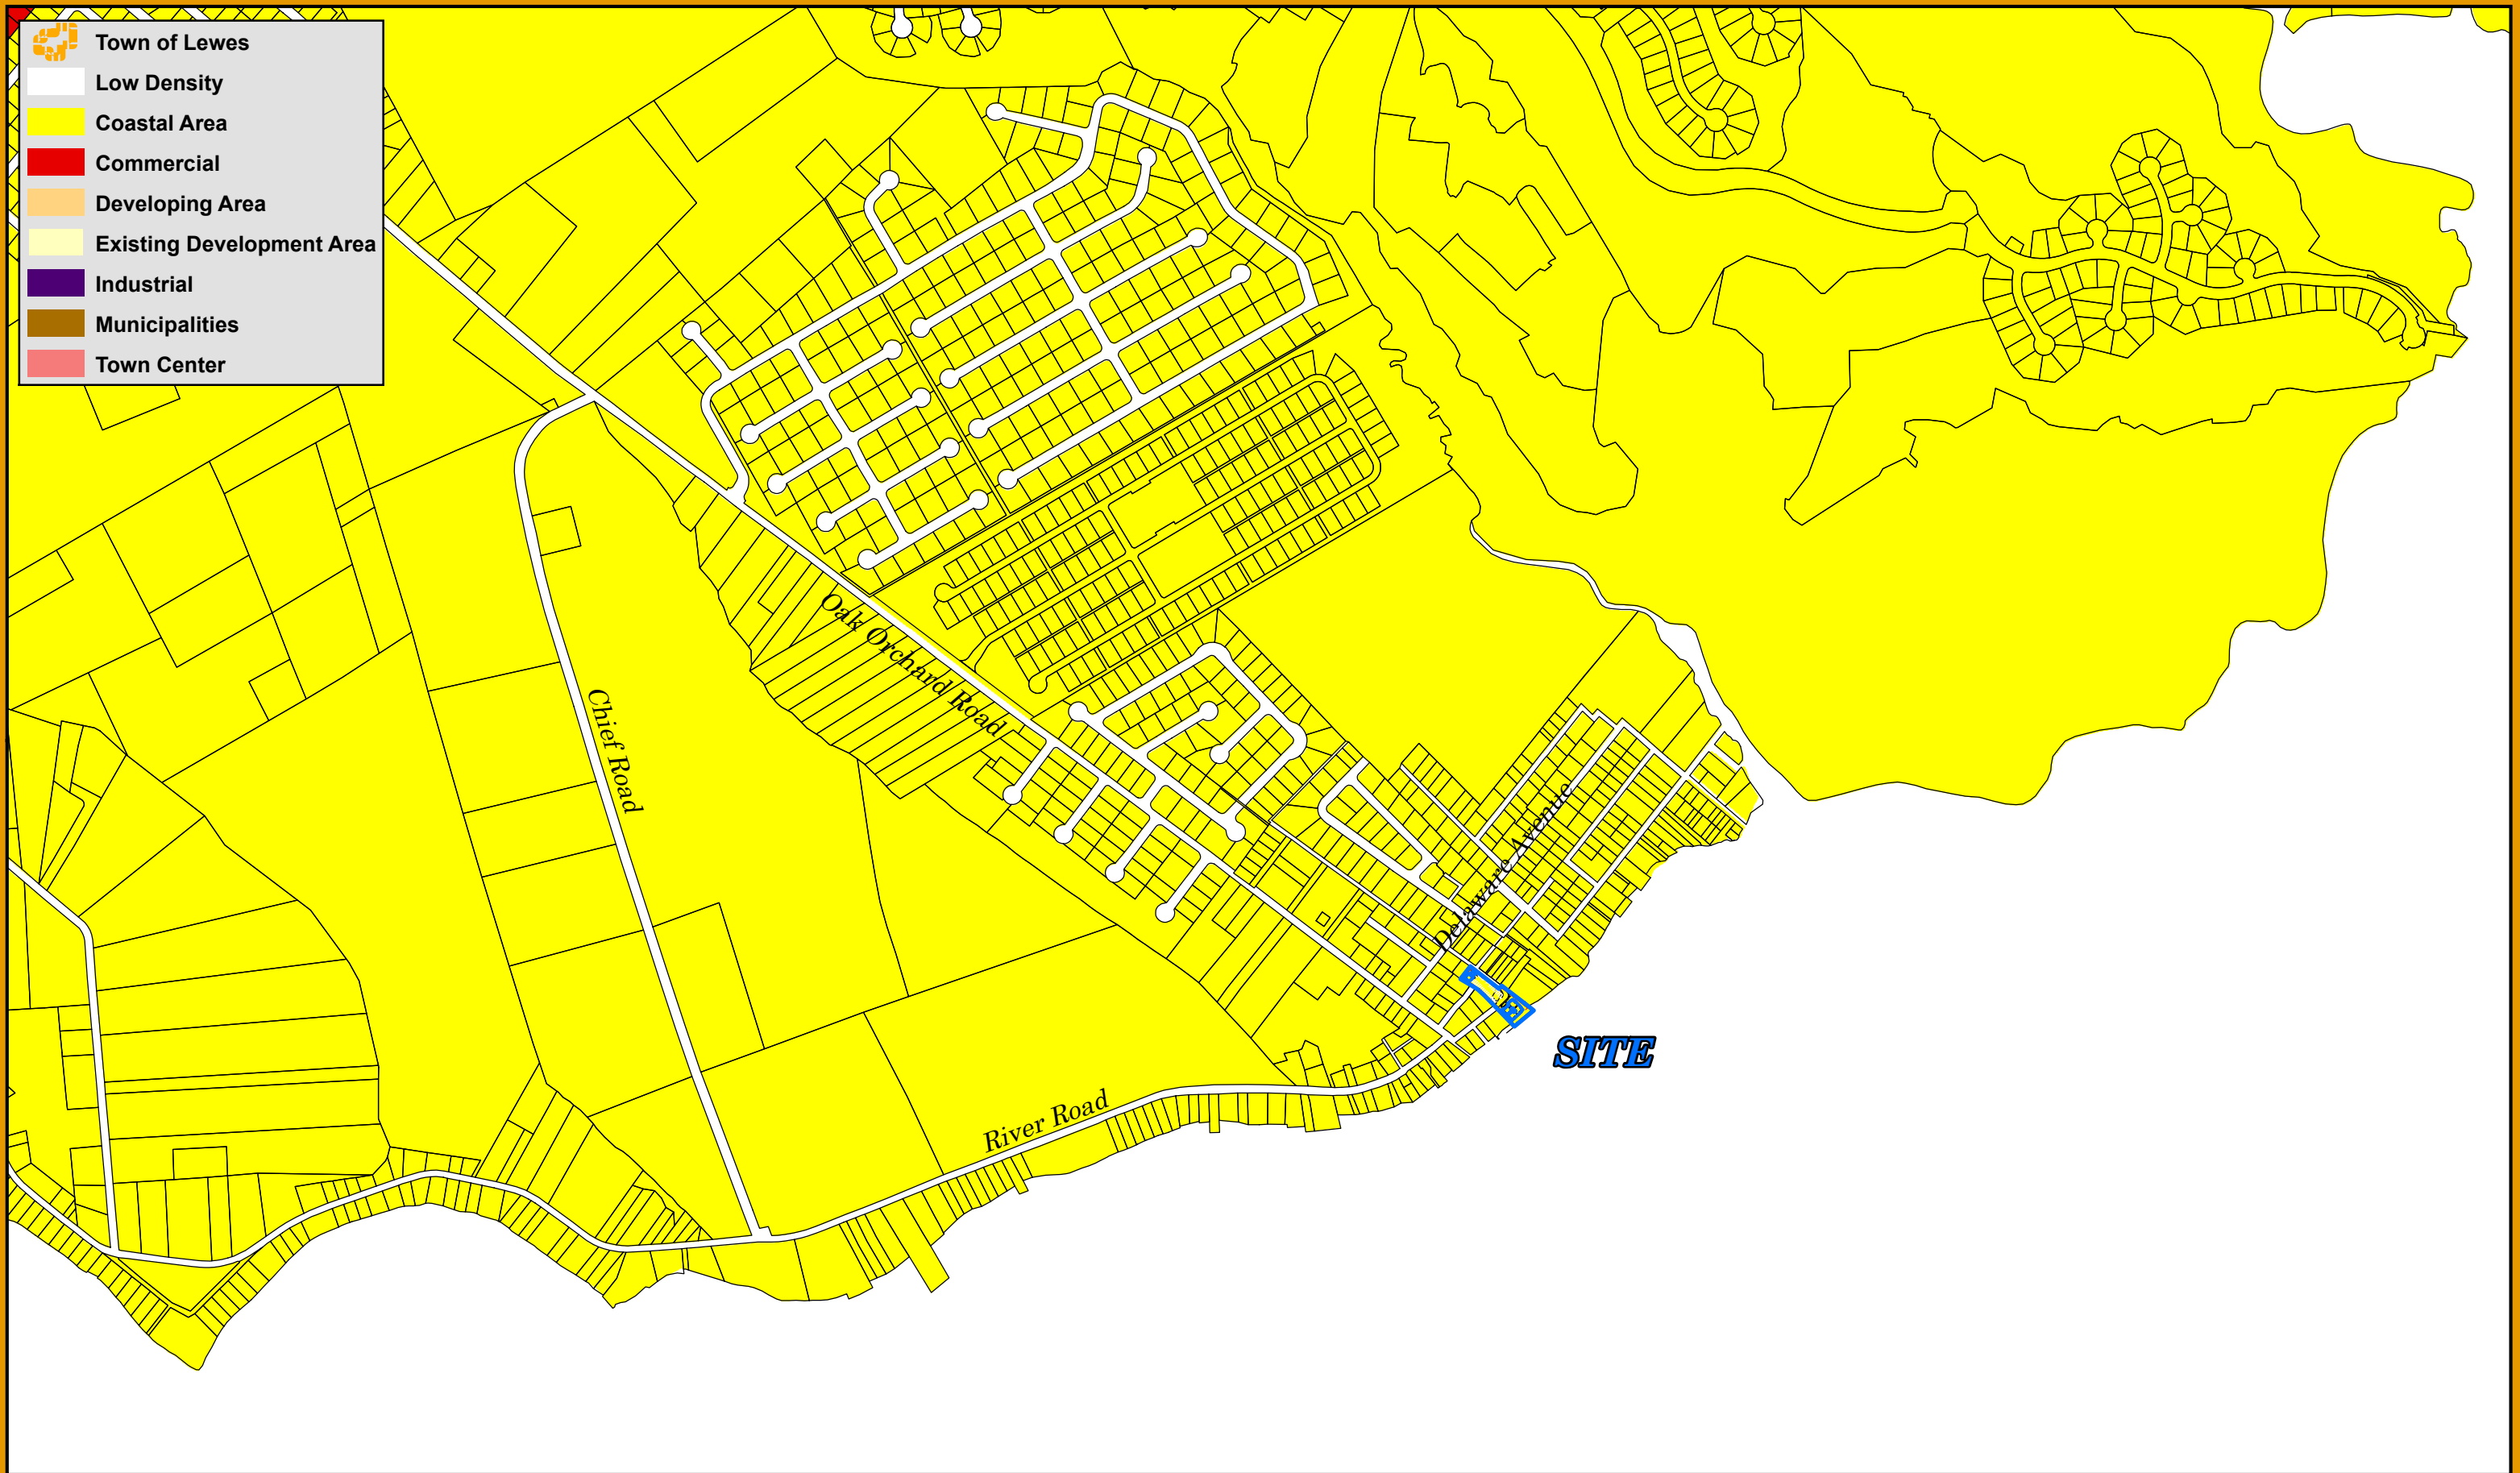 Town of Lewes
Low Density
Coastal Area
Commercial
Developing Area
Existing Development Area
Industrial
Municipalities
Town Center
Oak Orchard Road
Chief Road
Delaware Avenue
SITE
River Road